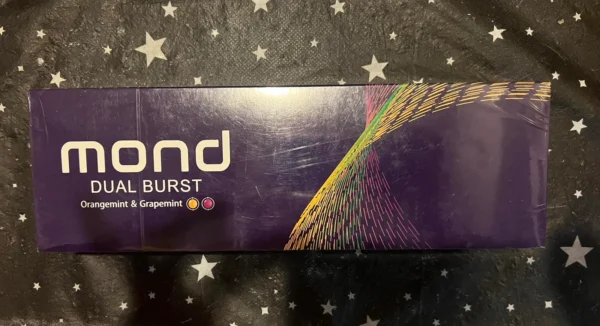 mond
DUAL BURST
Orangemint & Grapemint